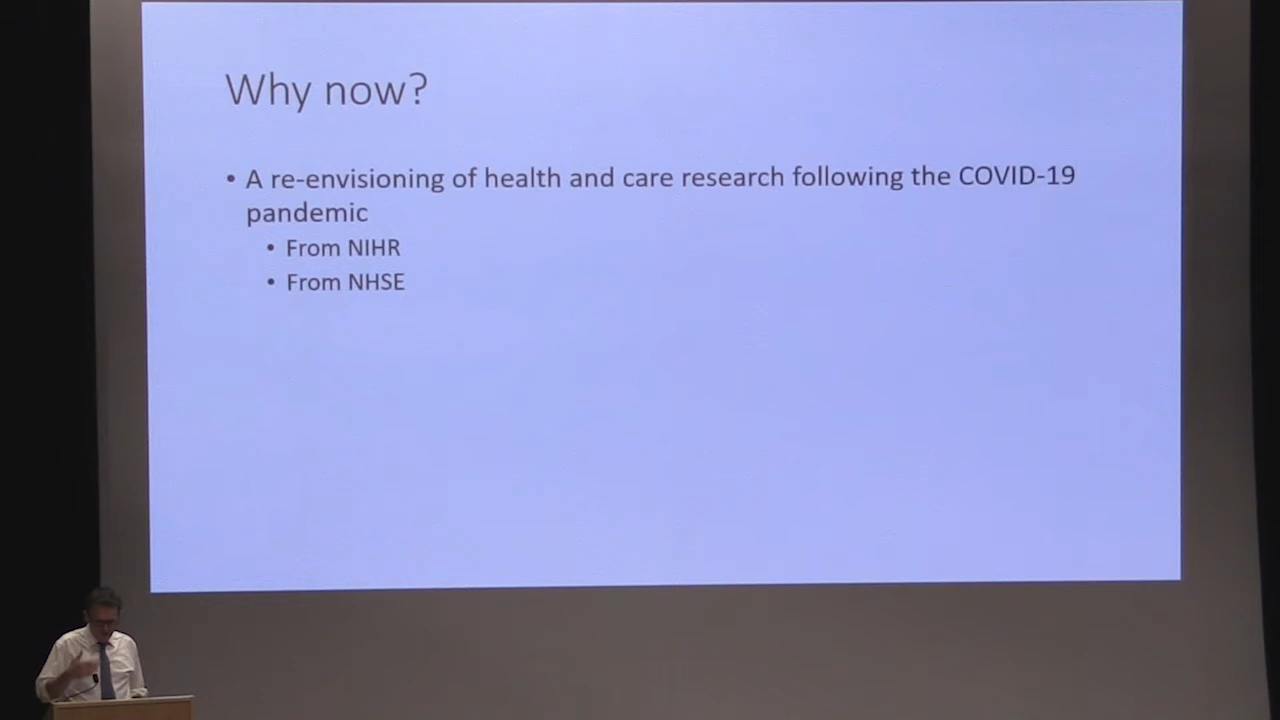 Why now?
• A re-envisioning of health and care research following the COVID-19
pandemic
• From NIHR
• From NHSE